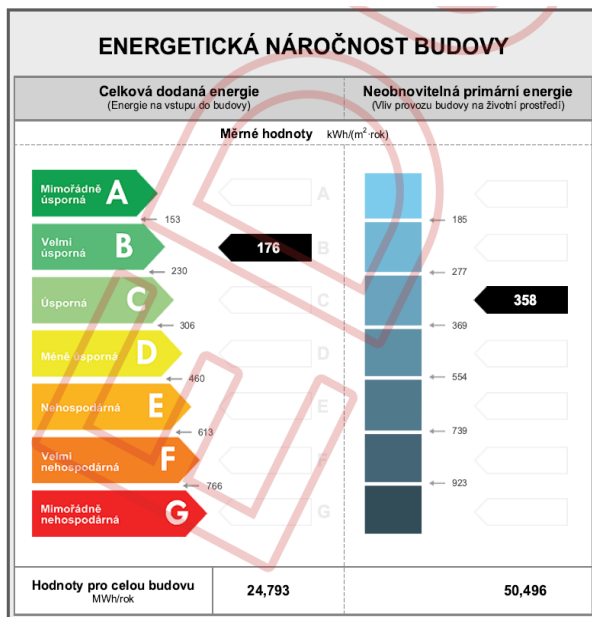 ENERGETICKÁ NÁROČNOST BUDOVY
Celková dodaná energie
(Energie na vstupu do budovy)
Neobnovitelná primární energie
(Vliv provozu budovy na životní prostředí)
Měrné hodnoty kWh/(m²·rok)
Mimořádně úsporná A
A
153
185
Velmi úsporná B
176
B
230
277
Úsporná C
C
358
306
369
Méně úsporná D
D
460
554
Nehospodárná E
E
613
739
Velmi nehospodárná F
F
766
923
Mimořádně nehospodárná G
G
Hodnoty pro celou budovu
MWh/rok
24,793
50,496